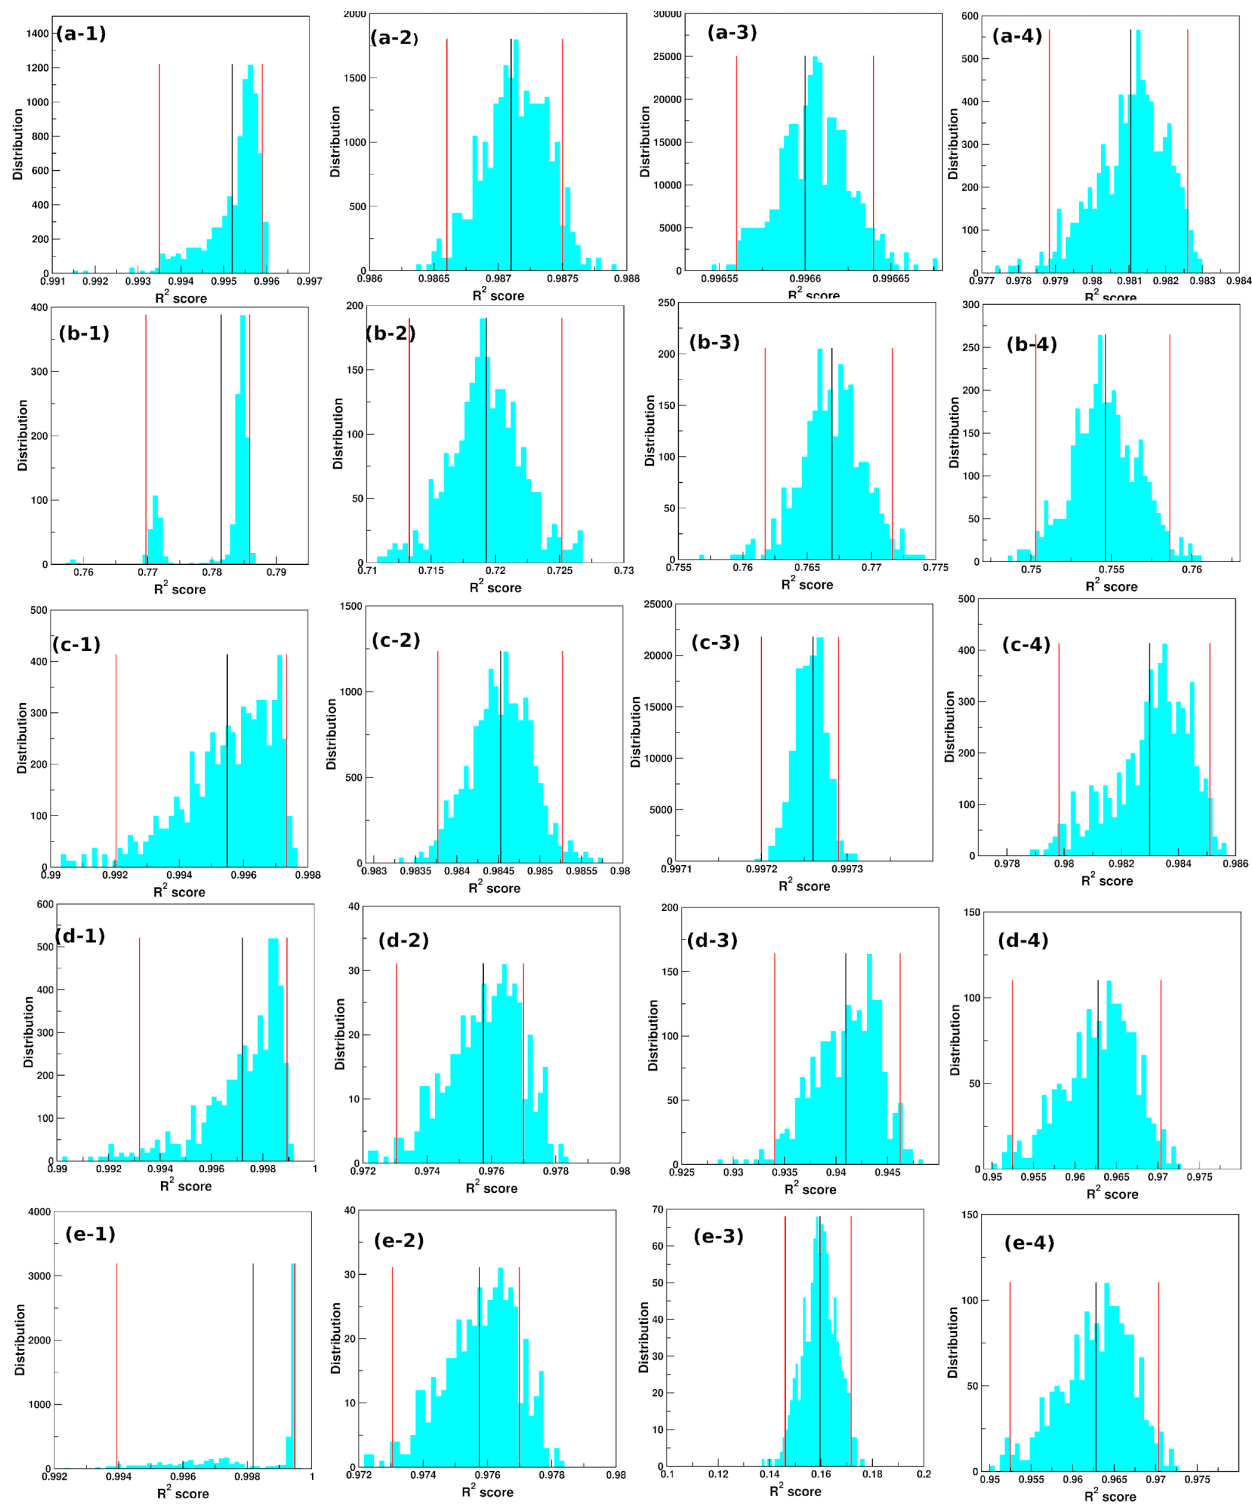 (a-1)
Distribution
1400
1200
1000
800
600
400
200
0
0.991 0.992 0.993 0.994 0.995 0.996 0.997
R² score
(a-2)
Distribution
2000
1500
1000
500
0
0.986 0.9865 0.987 0.9875 0.988
R² score
(a-3)
Distribution
30000
25000
20000
15000
10000
5000
0
0.99655 0.9966 0.99665
R² score
(a-4)
Distribution
600
500
400
300
200
100
0
0.977 0.978 0.979 0.98 0.981 0.982 0.983 0.984
R² score
(b-1)
Distribution
400
300
200
100
0
0.76 0.77 0.78 0.79
R² score
(b-2)
Distribution
200
150
100
50
0
0.71 0.715 0.72 0.725 0.73
R² score
(b-3)
Distribution
250
200
150
100
50
0
0.755 0.76 0.765 0.77 0.775
R² score
(b-4)
Distribution
300
250
200
150
100
50
0
0.75 0.755 0.76
R² score
(c-1)
Distribution
500
400
300
200
100
0
0.99 0.992 0.994 0.996 0.998
R² score
(c-2)
Distribution
1500
1000
500
0
0.983 0.9835 0.984 0.9845 0.985 0.9855 0.98
R² score
(c-3)
Distribution
25000
20000
15000
10000
5000
0
0.9971 0.9972 0.9973
R² score
(c-4)
Distribution
500
400
300
200
100
0
0.978 0.98 0.982 0.984 0.986
R² score
(d-1)
Distribution
600
500
400
300
200
100
0
0.99 0.992 0.994 0.996 0.998 1
R² score
(d-2)
Distribution
40
30
20
10
0
0.972 0.974 0.976 0.978 0.98
R² score
(d-3)
Distribution
200
150
100
50
0
0.925 0.93 0.935 0.94 0.945
R² score
(d-4)
Distribution
150
100
50
0
0.95 0.955 0.96 0.965 0.97 0.975
R² score
(e-1)
Distribution
4000
3000
2000
1000
0
0.992 0.994 0.996 0.998 1
R² score
(e-2)
Distribution
40
30
20
10
0
0.972 0.974 0.976 0.978 0.98
R² score
(e-3)
Distribution
70
60
50
40
30
20
10
0
0.1 0.12 0.14 0.16 0.18 0.2
R² score
(e-4)
Distribution
150
100
50
0
0.95 0.955 0.96 0.965 0.97 0.975
R² score